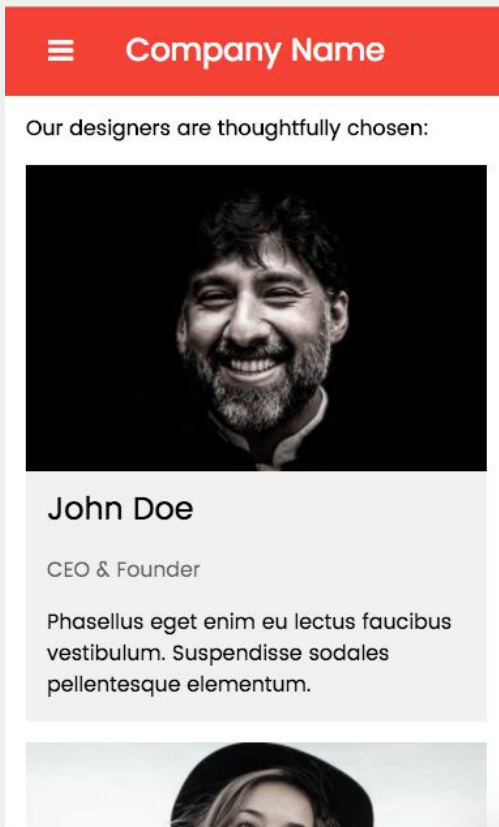 Company Name
Our designers are thoughtfully chosen:
John Doe
CEO & Founder
Phasellus eget enim eu lectus faucibus
vestibulum. Suspendisse sodales
pellentesque elementum.